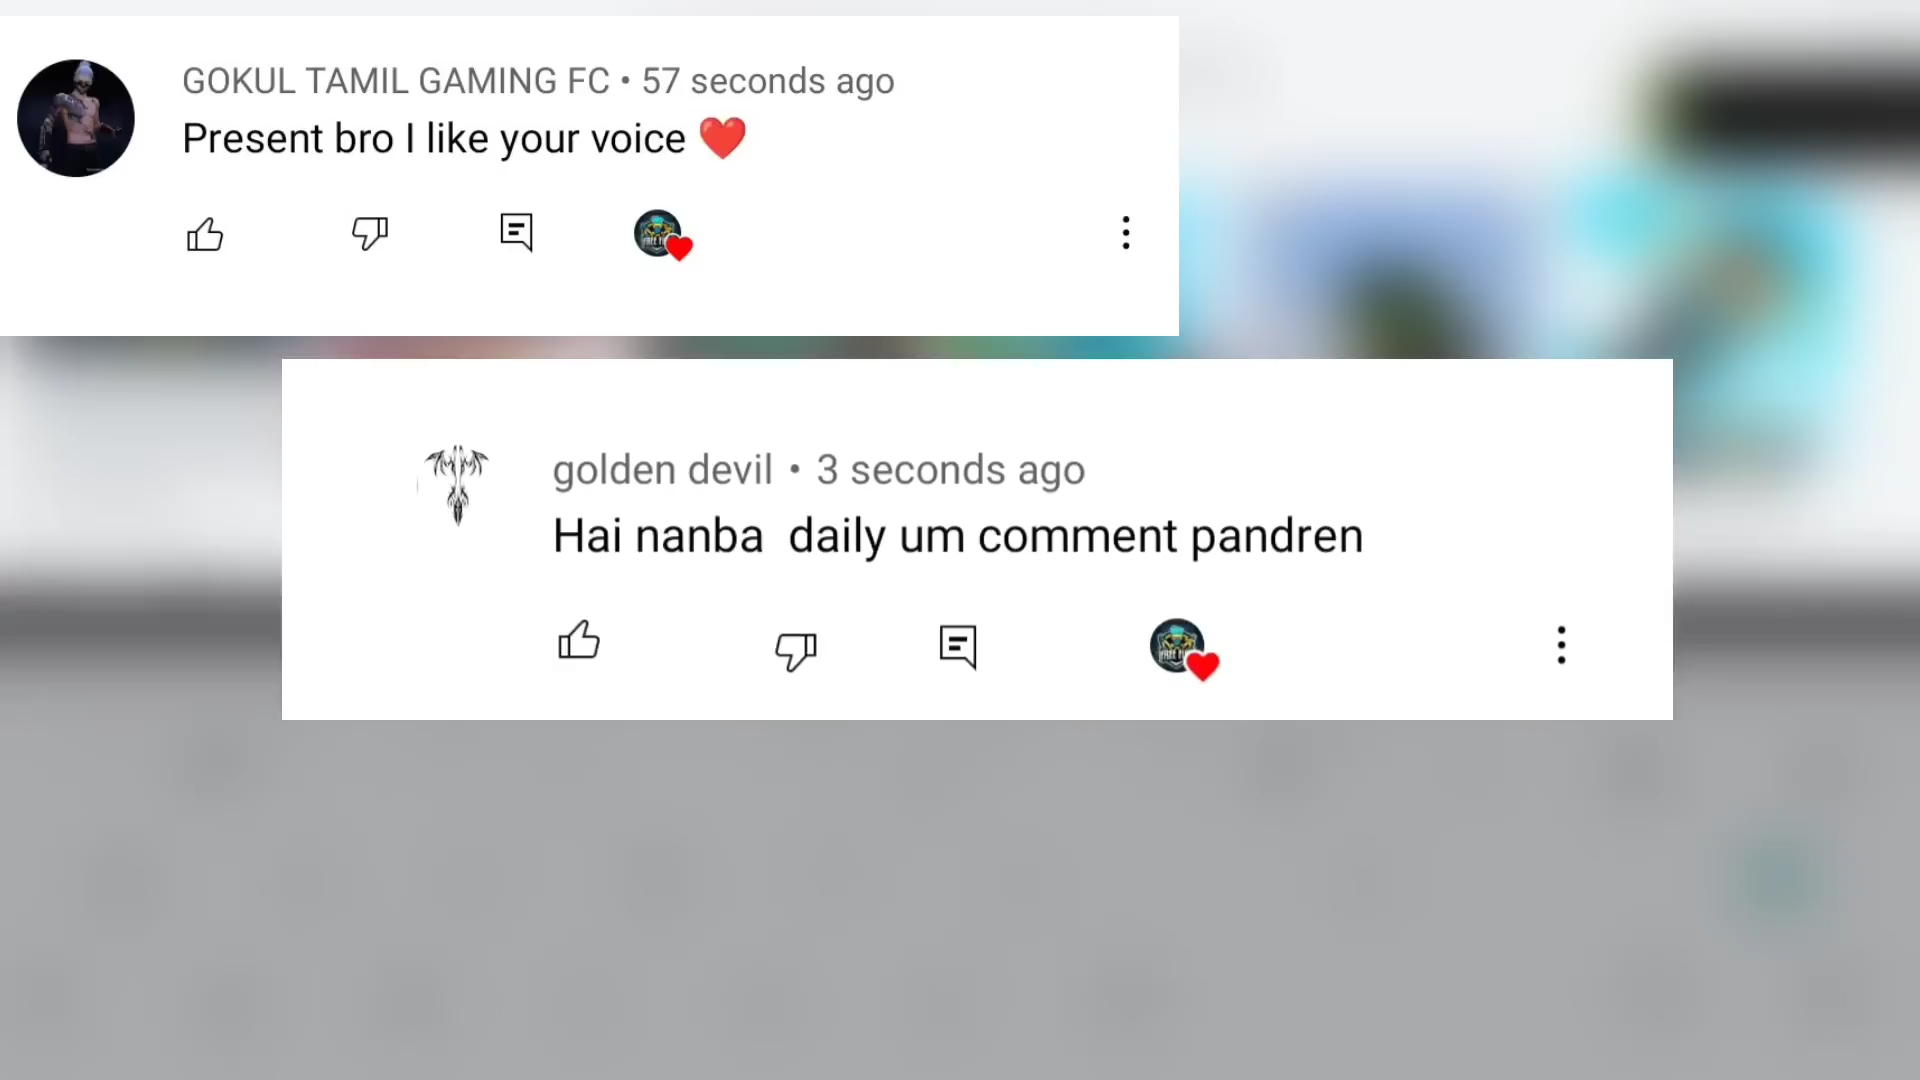 GOKUL TAMIL GAMING FC • 57 seconds ago
Present bro I like your voice ❤️
golden devil • 3 seconds ago
Hai nanba daily um comment pandren